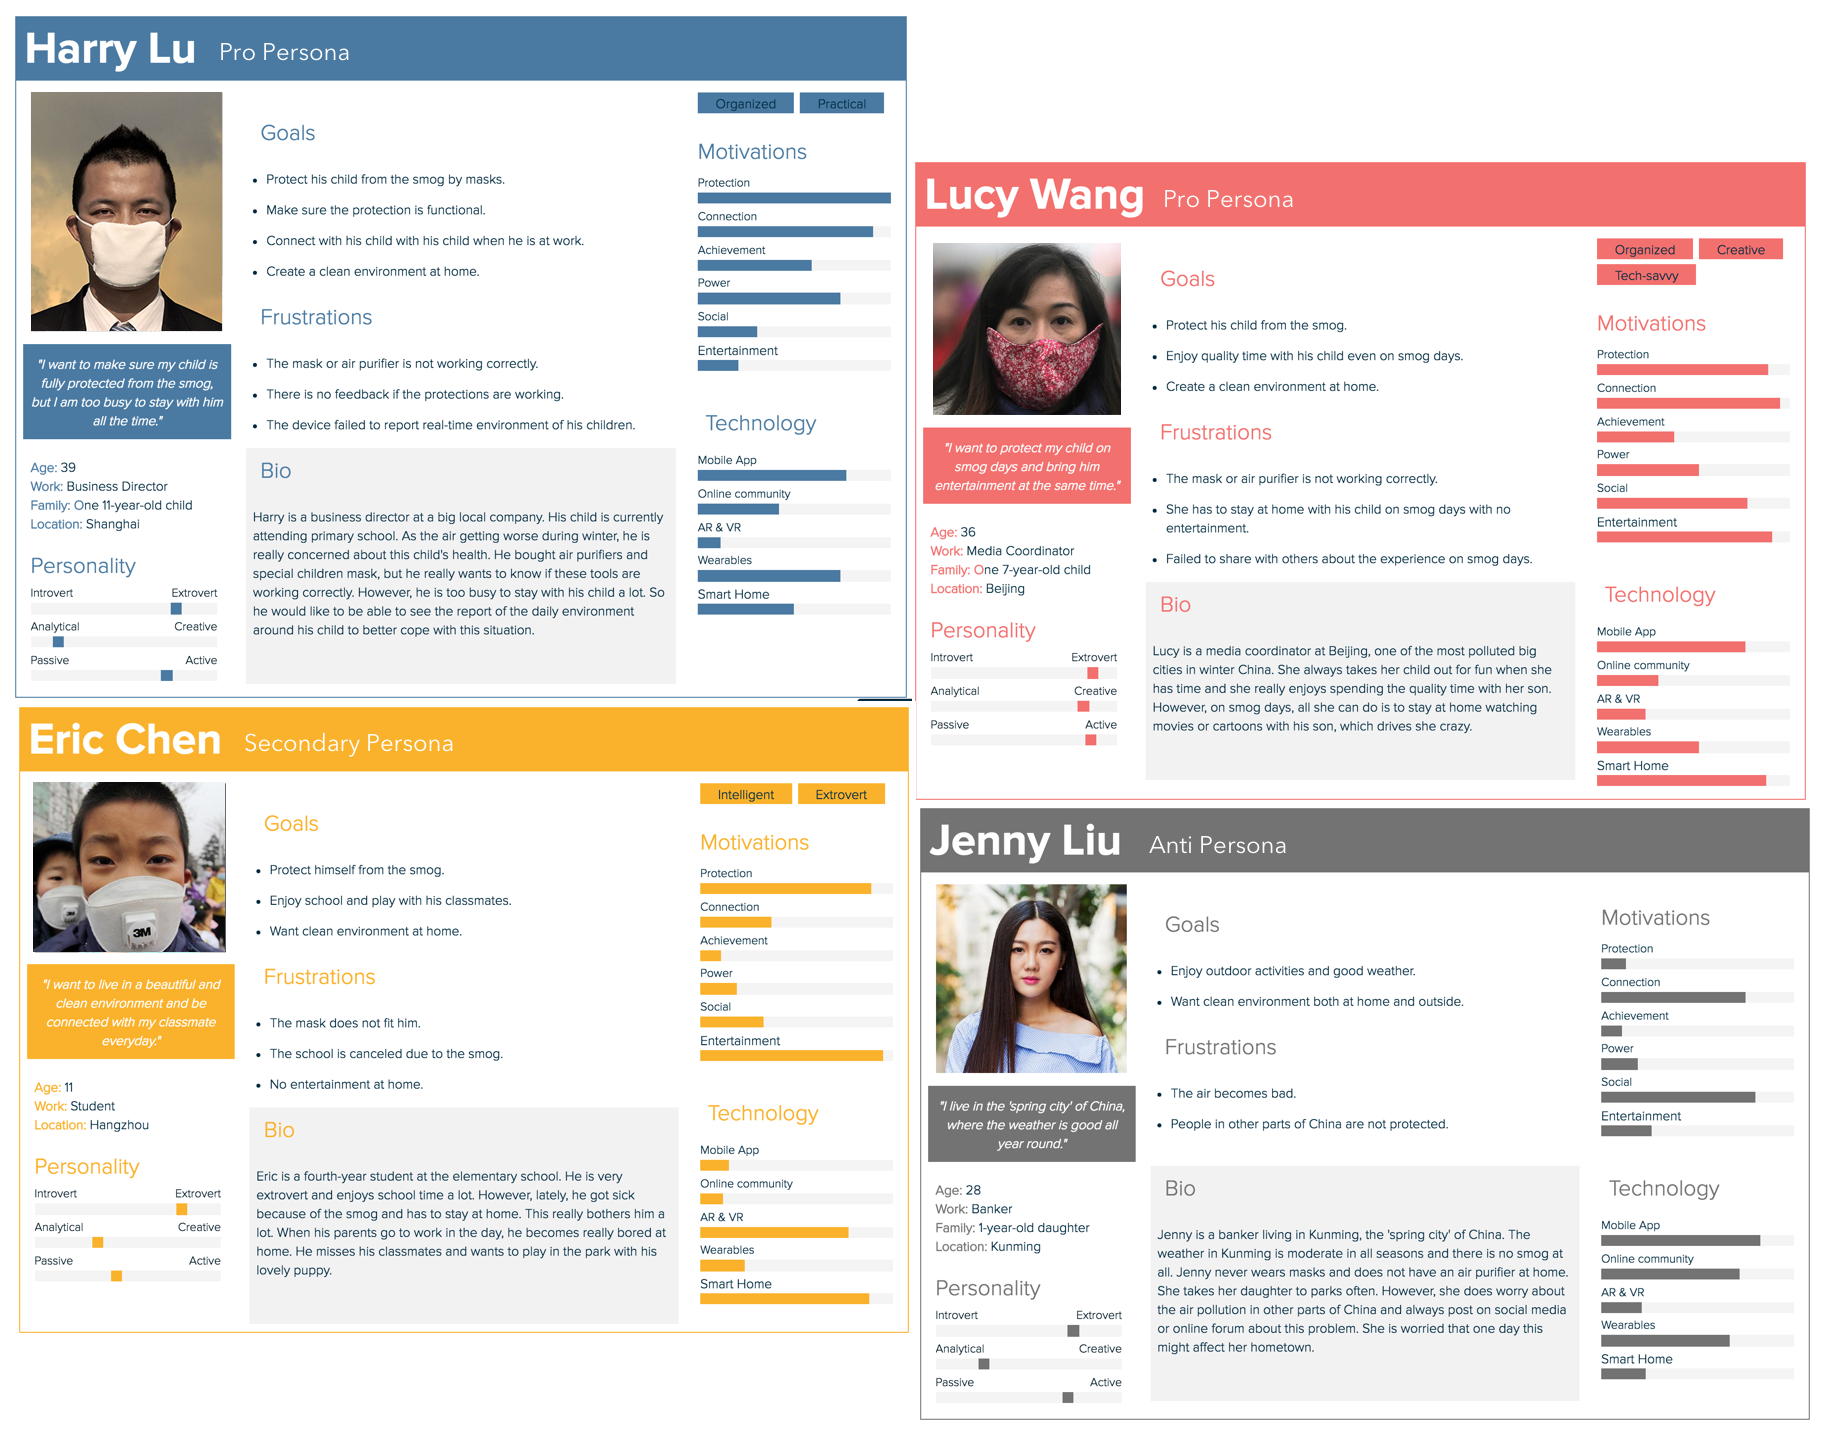 Harry Lu Pro Persona
"I want to make sure my child is
fully protected from the smog,
but I am too busy to stay with him
all the time."
Age: 39
Work: Business Director
Family: One 11-year-old child
Location: Shanghai
Personality
Introvert Extrovert
Analytical Creative
Passive Active
Goals
Protect his child from the smog by masks.
Make sure the protection is functional.
Connect with his child with his child when he is at work.
Create a clean environment at home.
Frustrations
The mask or air purifier is not working correctly.
There is no feedback if the protections are working.
The device failed to report real-time environment of his children.
Bio
Harry is a business director at a big local company. His child is currently
attending primary school. As the air getting worse during winter, he is
really concerned about this child's health. He bought air purifiers and
special children mask, but he really wants to know if these tools are
working correctly. However, he is too busy to stay with his child a lot. So
he would like to be able to see the report of the daily environment
around his child to better cope with this situation.
Organized Practical
Motivations
Protection
Connection
Achievement
Power
Social
Entertainment
Technology
Mobile App
Online community
AR & VR
Wearables
Smart Home
Lucy Wang Pro Persona
"I want to protect my child on
smog days and bring him
entertainment at the same time."
Age: 36
Work: Media Coordinator
Family: One 7-year-old child
Location: Beijing
Personality
Introvert Extrovert
Analytical Creative
Passive Active
Goals
Protect his child from the smog.
Enjoy quality time with his child even on smog days.
Create a clean environment at home.
Frustrations
The mask or air purifier is not working correctly.
She has to stay at home with his child on smog days with no
entertainment.
Failed to share with others about the experience on smog days.
Bio
Lucy is a media coordinator at Beijing, one of the most polluted big
cities in winter China. She always takes her child out for fun when she
has time and she really enjoys spending the quality time with her son.
However, on smog days, all she can do is to stay at home watching
movies or cartoons with his son, which drives she crazy.
Organized Creative
Tech-savvy
Motivations
Protection
Connection
Achievement
Power
Social
Entertainment
Technology
Mobile App
Online community
AR & VR
Wearables
Smart Home
Eric Chen Secondary Persona
3M
3M
"I want to live in a beautiful and
clean environment and be
connected with my classmate
everyday."
Age: 11
Work: Student
Location: Hangzhou
Personality
Introvert Extrovert
Analytical Creative
Passive Active
Goals
Protect himself from the smog.
Enjoy school and play with his classmates.
Want clean environment at home.
Frustrations
The mask does not fit him.
The school is canceled due to the smog.
No entertainment at home.
Bio
Eric is a fourth-year student at the elementary school. He is very
extrovert and enjoys school time a lot. However, lately, he got sick
because of the smog and has to stay at home. This really bothers him a
lot. When his parents go to work in the day, he becomes really bored at
home. He misses his classmates and wants to play in the park with his
lovely puppy.
Intelligent Extrovert
Motivations
Protection
Connection
Achievement
Power
Social
Entertainment
Technology
Mobile App
Online community
AR & VR
Wearables
Smart Home
Jenny Liu Anti Persona
"I live in the 'spring city' of China,
where the weather is good all
year round."
Age: 28
Work: Banker
Family: 1-year-old daughter
Location: Kunming
Personality
Introvert Extrovert
Analytical Creative
Passive Active
Goals
Enjoy outdoor activities and good weather.
Want clean environment both at home and outside.
Frustrations
The air becomes bad.
People in other parts of China are not protected.
Bio
Jenny is a banker living in Kunming, the 'spring city' of China. The
weather in Kunming is moderate in all seasons and there is no smog at
all. Jenny never wears masks and does not have an air purifier at home.
She takes her daughter to parks often. However, she does worry about
the air pollution in other parts of China and always post on social media
or online forum about this problem. She is worried that one day this
might affect her hometown.
Motivations
Protection
Connection
Achievement
Power
Social
Entertainment
Technology
Mobile App
Online community
AR & VR
Wearables
Smart Home